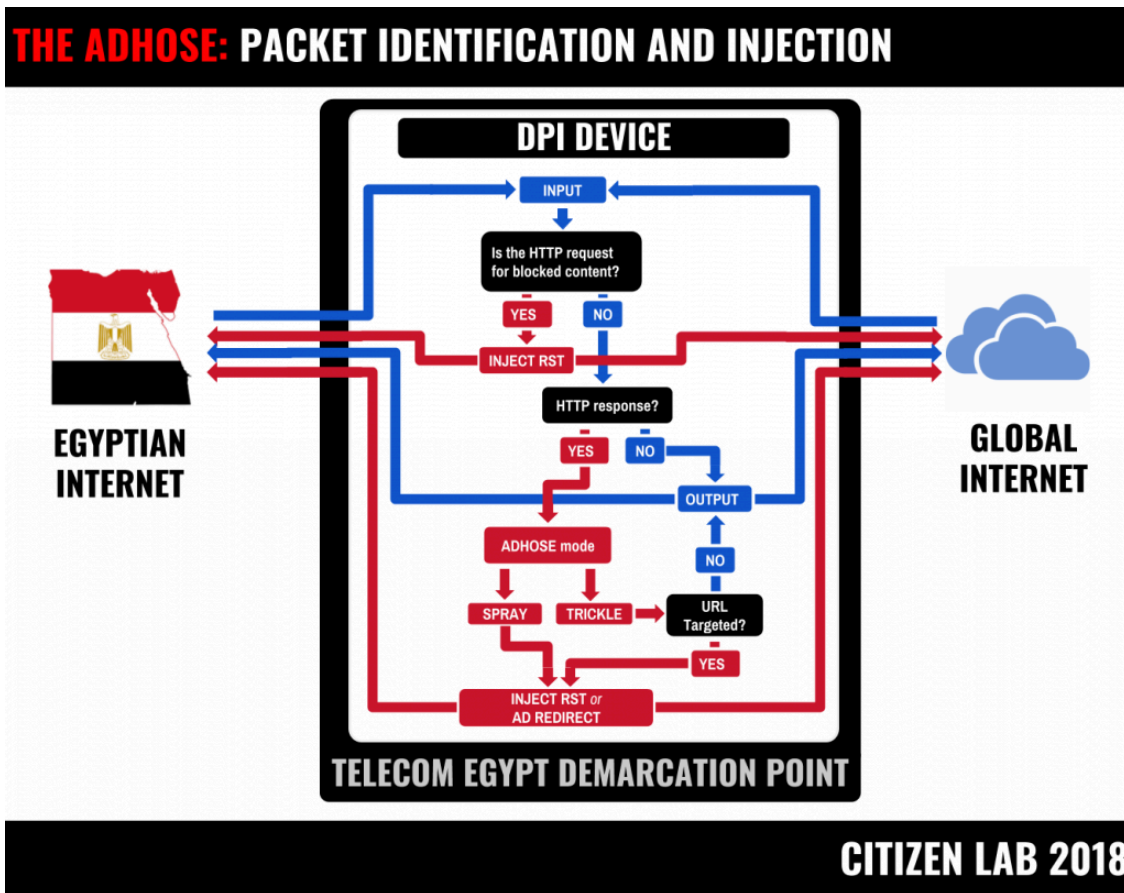 THE ADHOSE: PACKET IDENTIFICATION AND INJECTION
DPI DEVICE
INPUT
Is the HTTP request
for blocked content?
YES
NO
INJECT RST
HTTP response?
YES
NO
EGYPTIAN
INTERNET
GLOBAL
INTERNET
OUTPUT
ADHOSE mode
NO
SPRAY
TRICKLE
URL
Targeted?
YES
INJECT RST or
AD REDIRECT
TELECOM EGYPT DEMARCATION POINT
CITIZEN LAB 2018